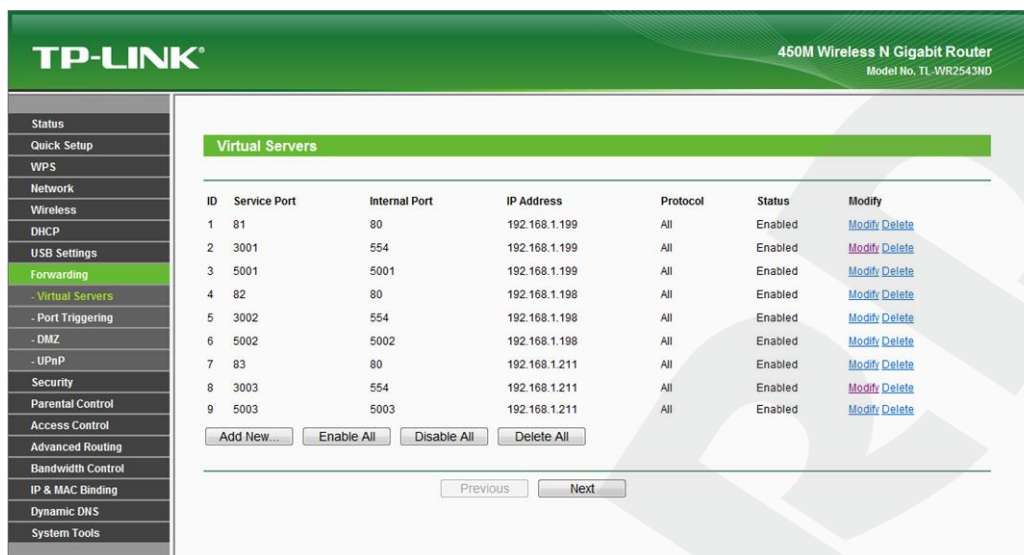 TP-LINK®
450M Wireless N Gigabit Router
Model No. TL-WR2543ND
Status
Quick Setup
WPS
Network
Wireless
DHCP
USB Settings
Forwarding
- Virtual Servers
- Port Triggering
- DMZ
- UPnP
Security
Parental Control
Access Control
Advanced Routing
Bandwidth Control
IP & MAC Binding
Dynamic DNS
System Tools
Virtual Servers
ID Service Port Internal Port IP Address Protocol Status Modify
1 81 80 192.168.1.199 All Enabled Modify Delete
2 3001 554 192.168.1.199 All Enabled Modify Delete
3 5001 5001 192.168.1.199 All Enabled Modify Delete
4 82 80 192.168.1.198 All Enabled Modify Delete
5 3002 554 192.168.1.198 All Enabled Modify Delete
6 5002 5002 192.168.1.198 All Enabled Modify Delete
7 83 80 192.168.1.211 All Enabled Modify Delete
8 3003 554 192.168.1.211 All Enabled Modify Delete
9 5003 5003 192.168.1.211 All Enabled Modify Delete
Add New... Enable All Disable All Delete All
Previous Next